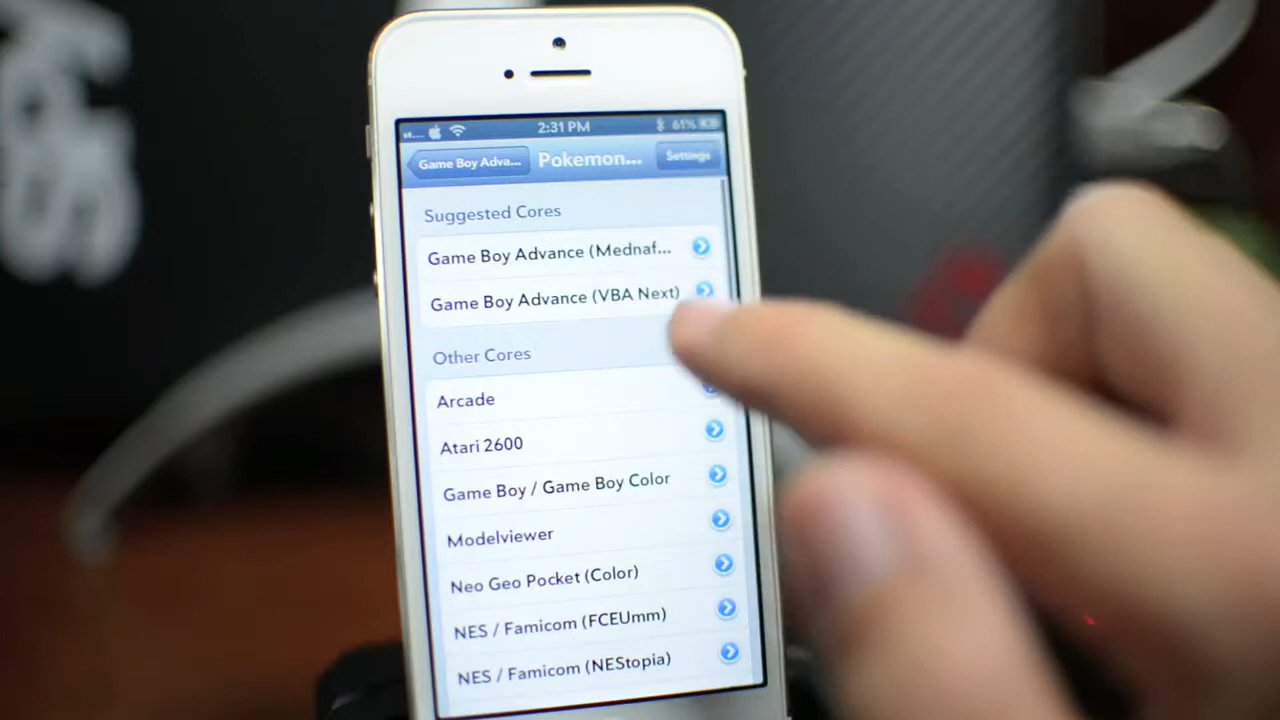 2:31 PM
61%
Game Boy Adva...
Pokemon...
Settings
Suggested Cores
Game Boy Advance (Mednaf...
Game Boy Advance (VBA Next)
Other Cores
Arcade
Atari 2600
Game Boy / Game Boy Color
Modelviewer
Neo Geo Pocket (Color)
NES / Famicom (FCEUmm)
NES / Famicom (NEStopia)